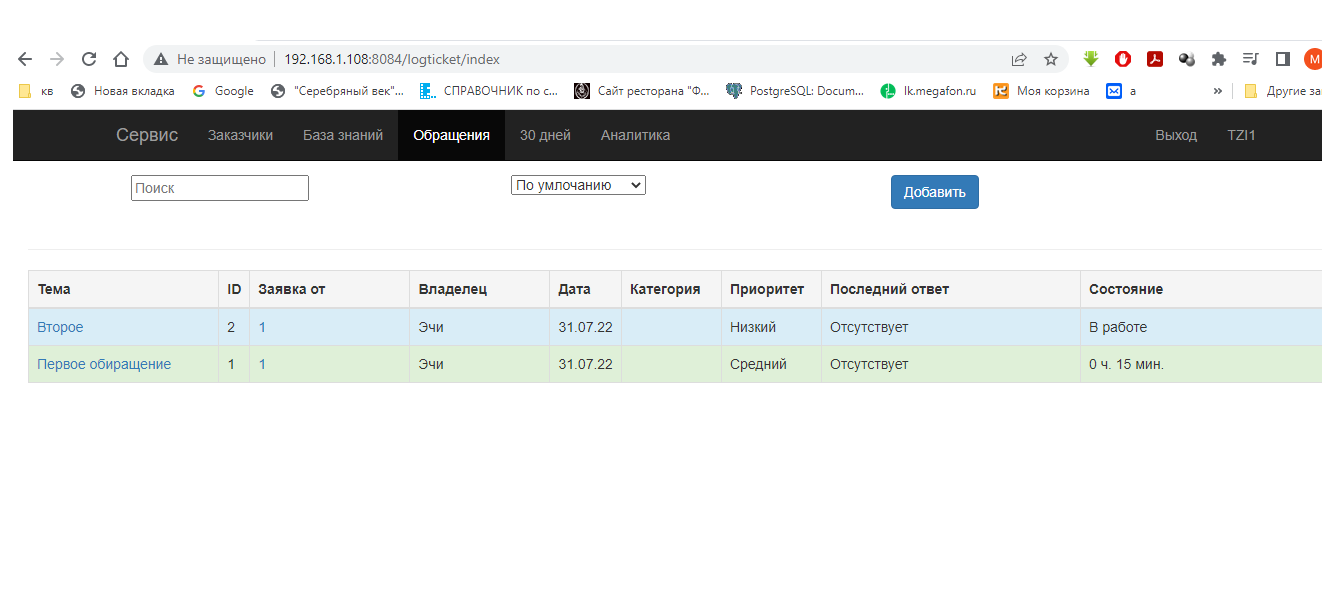 Не защищено 192.168.1.108:8084/logticket/index M
кв Новая вкладка Google "Серебряный век"... СПРАВОЧНИК по с... Сайт ресторана "Ф... PostgreSQL: Docum... lk.megafon.ru Моя корзина а » Другие за
Сервис Заказчики База знаний Обращения 30 дней Аналитика Выход TZI1
Поиск По умлочанию Добавить
Тема ID Заявка от Владелец Дата Категория Приоритет Последний ответ Состояние
Второе 2 1 Эчи 31.07.22 Низкий Отсутствует В работе
Первое обиращение 1 1 Эчи 31.07.22 Средний Отсутствует 0 ч. 15 мин.